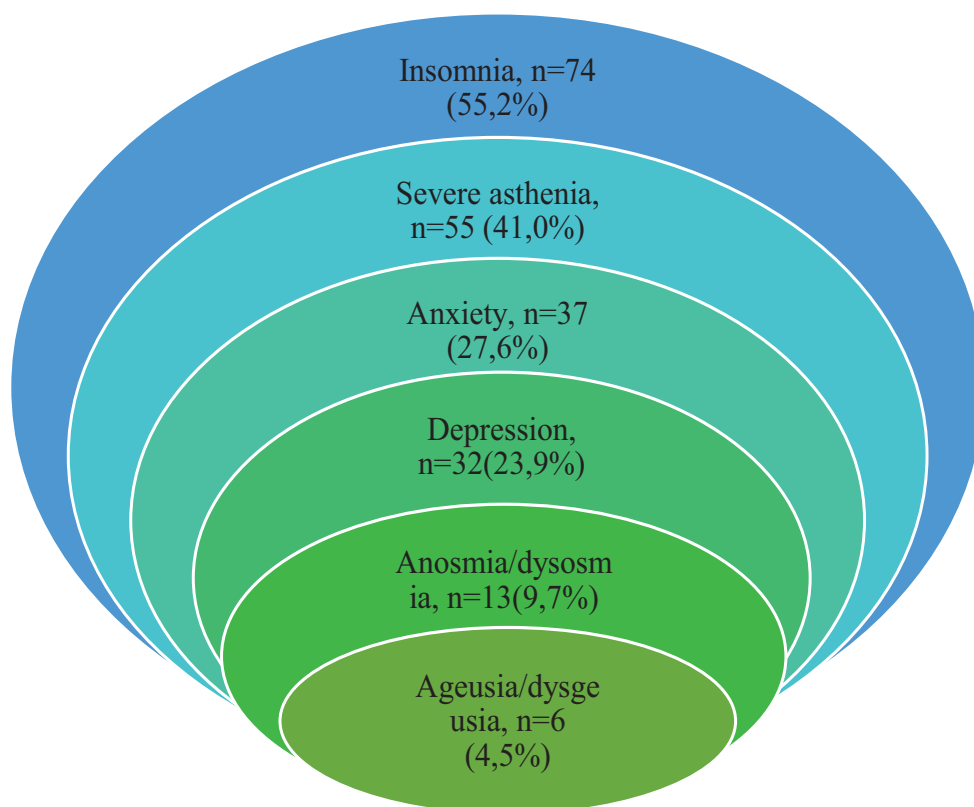 Insomnia, n=74
(55,2%)
Severe asthenia,
n=55 (41,0%)
Anxiety, n=37
(27,6%)
Depression,
n=32(23,9%)
Anosmia/dysosm
ia, n=13(9,7%)
Ageusia/dysge
usia, n=6
(4,5%)